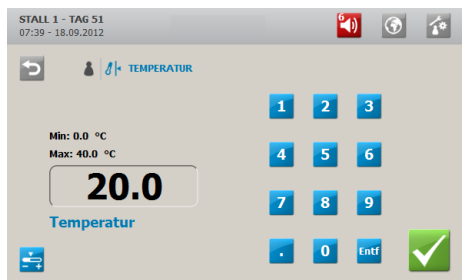 STALL 1 - TAG 51
07:39 - 18.09.2012
6
TEMPERATUR
Min: 0.0 °C
Max: 40.0 °C
20.0
Temperatur
1 2 3
4 5 6
7 8 9
. 0 Entf